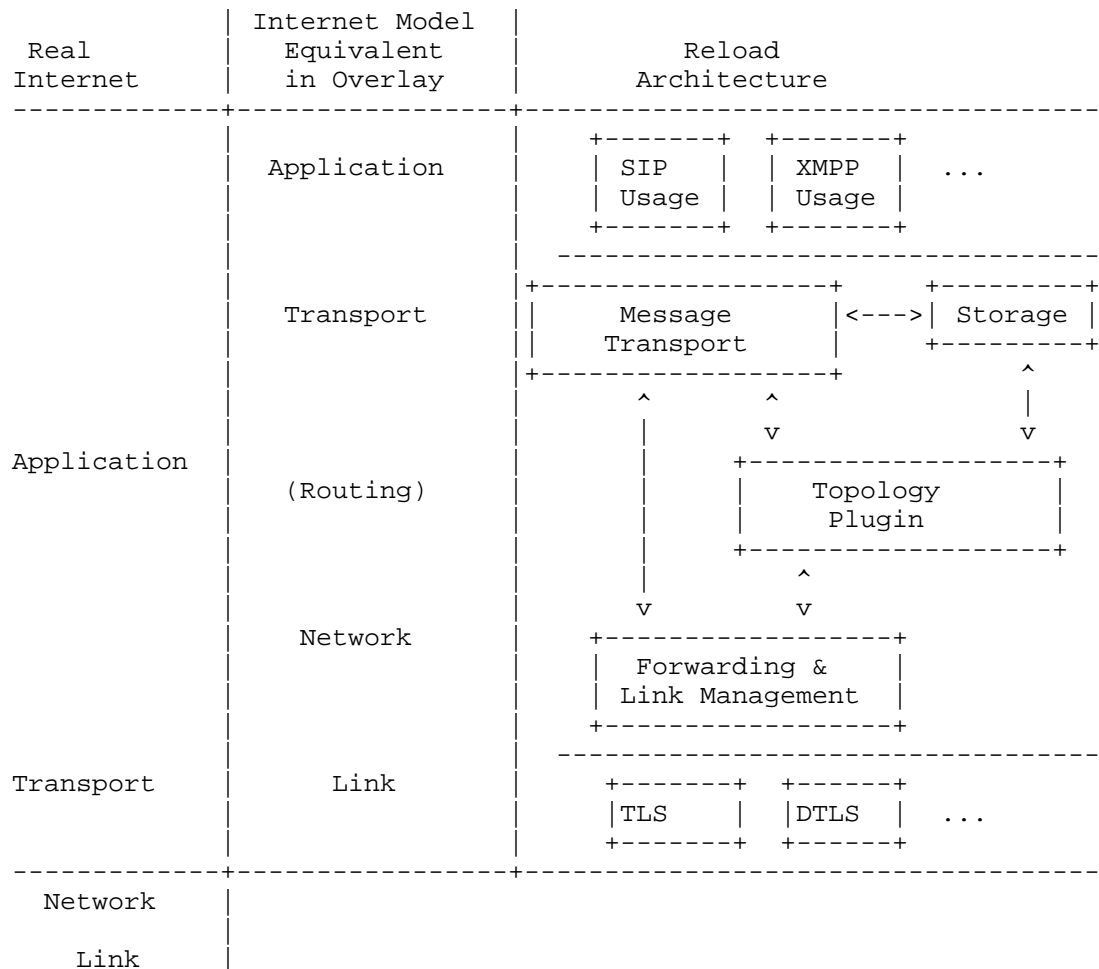 | Internet Model  |
 Real        |   Equivalent    |          Reload
Internet     |   in Overlay    |       Architecture
-------------+-----------------+------------------------------------
             |                 |    +-------+  +-------+
             |  Application    |    | SIP   |  | XMPP  |  ...
             |                 |    | Usage |  | Usage |
             |                 |    +-------+  +-------+
             |                 |  ----------------------------------
             |                 |+------------------+     +---------+
             |   Transport     ||     Message      |<--->| Storage |
             |                 ||    Transport     |     +---------+
             |                 |+------------------+           ^
             |                 |       ^       ^               |
             |                 |       |       v               v
Application  |                 |       |     +-------------------+
             |   (Routing)     |       |     |    Topology       |
             |                 |       |     |     Plugin        |
             |                 |       |     +-------------------+
             |                 |       |         ^
             |                 |       v         v
             |    Network      |    +------------------+
             |                 |    |  Forwarding &    |
             |                 |    | Link Management  |
             |                 |    +------------------+
             |                 |  ----------------------------------
Transport    |      Link       |     +-------+  +------+
             |                 |     |TLS    |  |DTLS  |  ...
             |                 |     +-------+  +------+
-------------+-----------------+------------------------------------
  Network    |
             |
    Link     |